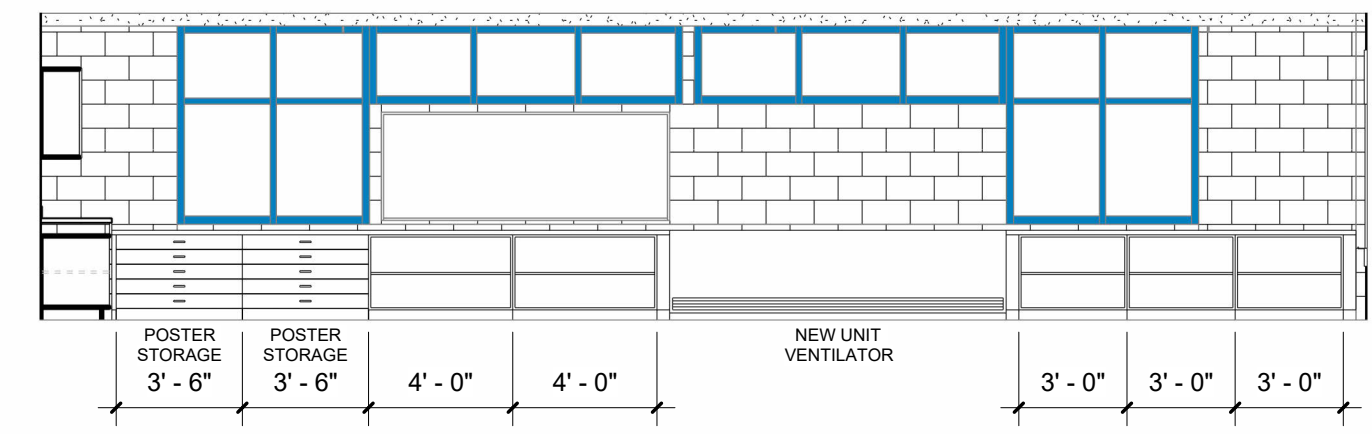 POSTER
STORAGE
3' - 6"
POSTER
STORAGE
3' - 6"
4' - 0"
4' - 0"
NEW UNIT
VENTILATOR
3' - 0"
3' - 0"
3' - 0"